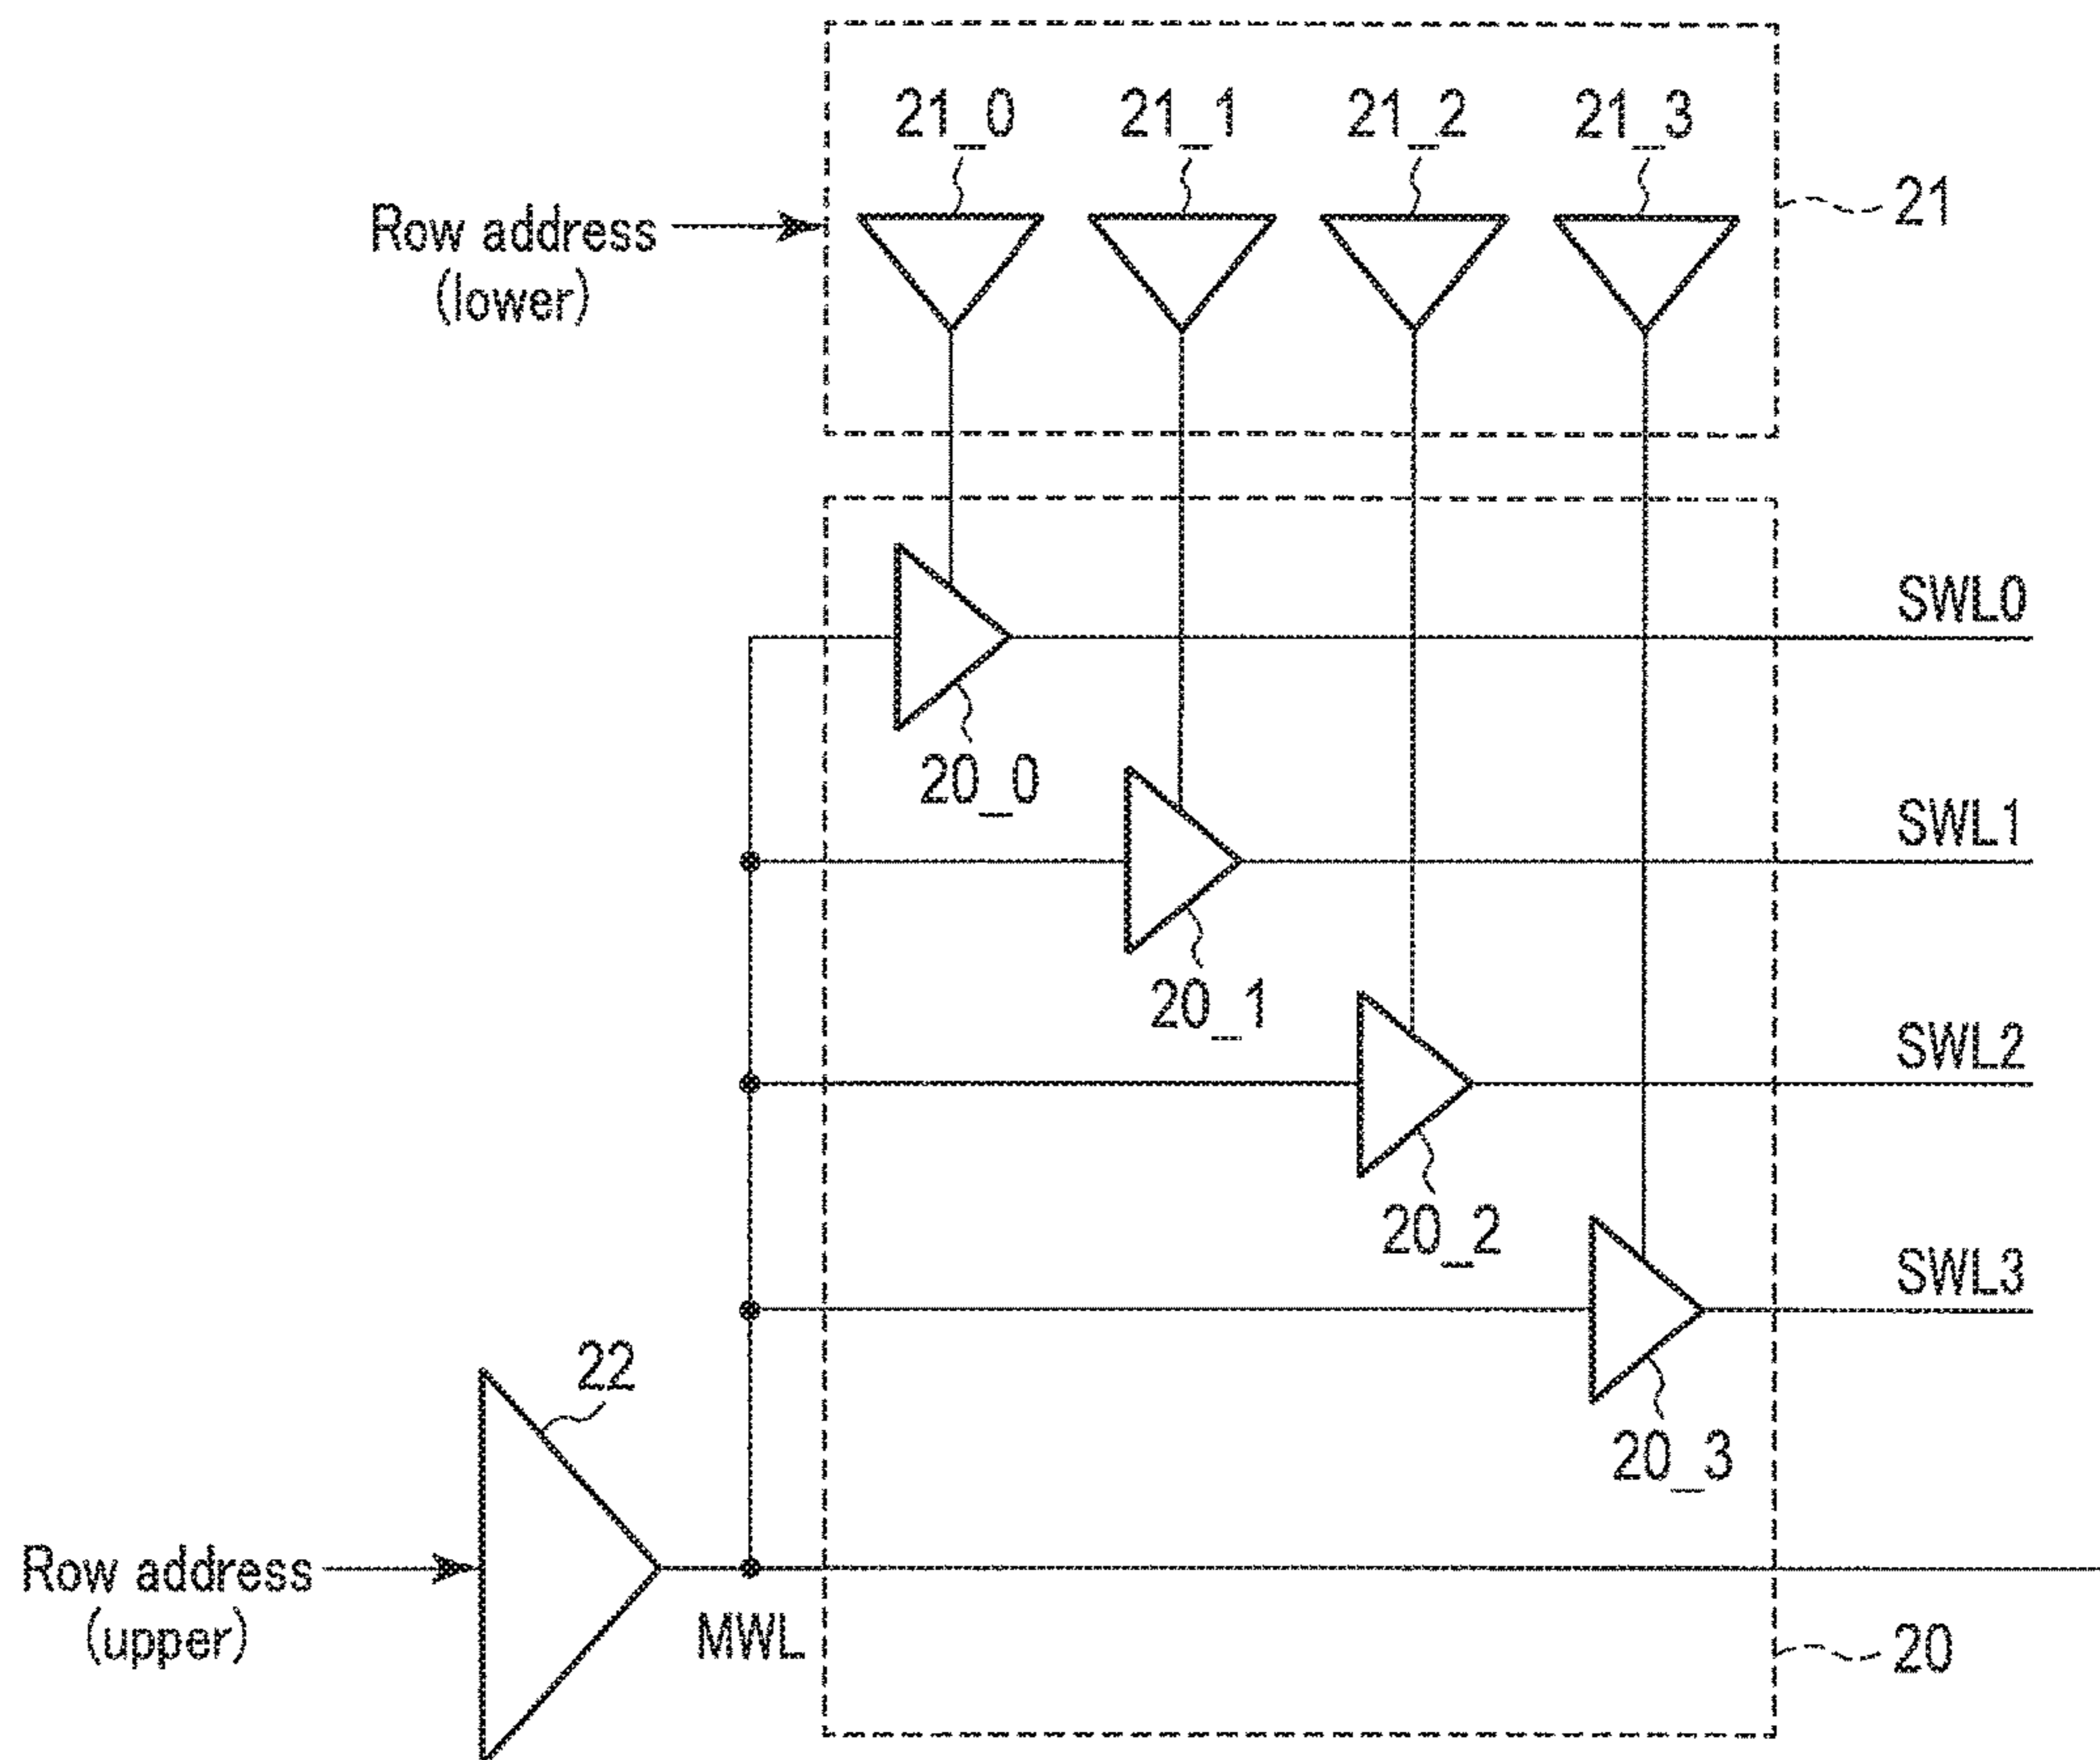 21_0 21_1 21_2 21_3
Row address
(lower)
21
SWL0
20_0
SWL1
20_1
SWL2
20_2
SWL3
22
20_3
Row address
(upper)
MWL
20